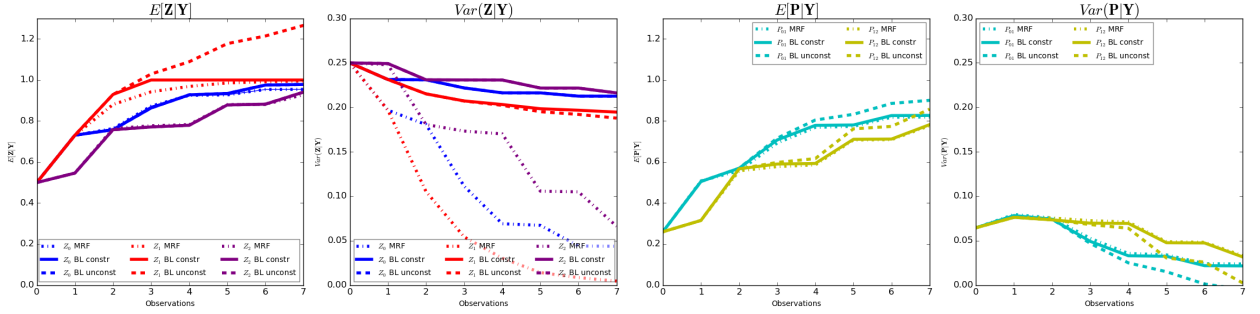 E[Z|Y]
E[Z|Y]
1.2
1.0
0.8
0.6
0.4
0.2
0.0
Z₀ MRF Z₁ MRF Z₂ MRF
Z₀ BL constr Z₁ BL constr Z₂ BL constr
Z₀ BL unconst Z₁ BL unconst Z₂ BL unconst
0 1 2 3 4 5 6 7
Observations
Var(Z|Y)
Var(Z|Y)
0.30
0.25
0.20
0.15
0.10
0.05
0.00
Z₀ MRF Z₁ MRF Z₂ MRF
Z₀ BL constr Z₁ BL constr Z₂ BL constr
Z₀ BL unconst Z₁ BL unconst Z₂ BL unconst
0 1 2 3 4 5 6 7
Observations
E[P|Y]
E[P|Y]
P₀₁ MRF P₁₂ MRF
P₀₁ BL constr P₁₂ BL constr
P₀₁ BL unconst P₁₂ BL unconst
1.2
1.0
0.8
0.6
0.4
0.2
0.0
0 1 2 3 4 5 6 7
Observations
Var(P|Y)
Var(P|Y)
P₀₁ MRF P₁₂ MRF
P₀₁ BL constr P₁₂ BL constr
P₀₁ BL unconst P₁₂ BL unconst
0.30
0.25
0.20
0.15
0.10
0.05
0.00
0 1 2 3 4 5 6 7
Observations